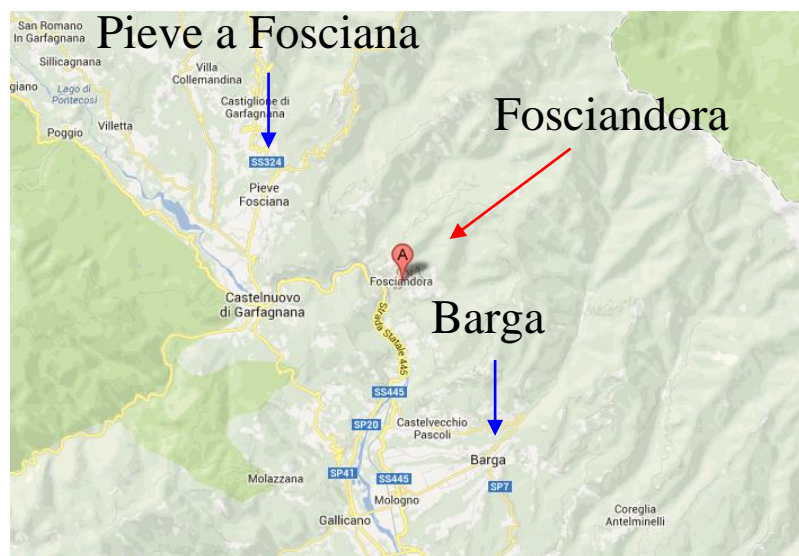 San Romano
In Garfagnana
Pieve a Fosciana
Sillicagnana
Villa
Collemandina
giano
Lago di
Pontecosi
Castiglione di
Garfagnana
Fosciandora
Poggio
Villetta
SS324
Pieve
Fosciana
A
Fosciandora
Castelnuovo
di Garfagnana
Barga
Strada Statale 445
SS445
SP20
Castelvecchio
Pascoli
Barga
SP41
SS445
Molazzana
SP7
Mologno
Gallicano
Coreglia
Antelminelli